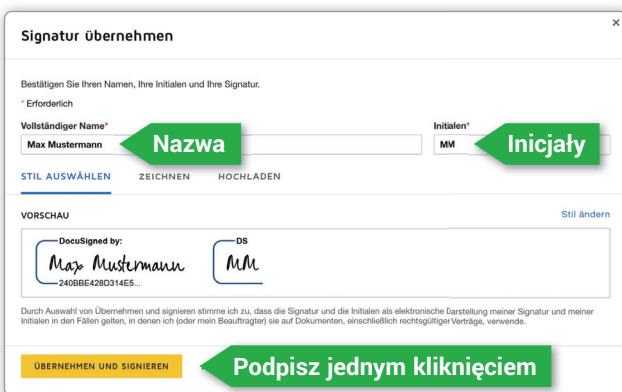 ×
Signatur übernehmen
Bestätigen Sie Ihren Namen, Ihre Initialen und Ihre Signatur.
* Erforderlich
Vollständiger Name* Initialen*
Max Mustermann Nazwa MM Inicjały
STIL AUSWÄHLEN ZEICHNEN HOCHLADEN
VORSCHAU Stil ändern
DocuSigned by: DS
Max Mustermann MM
240BBE428D314E5...
Durch Auswahl von Übernehmen und signieren stimme ich zu, dass die Signatur und die Initialen als elektronische Darstellung meiner Signatur und meiner
Initialen in den Fällen gelten, in denen ich (oder mein Beauftragter) sie auf Dokumenten, einschließlich rechtsgültiger Verträge, verwende.
ÜBERNEHMEN UND SIGNIEREN Podpisz jednym kliknięciem